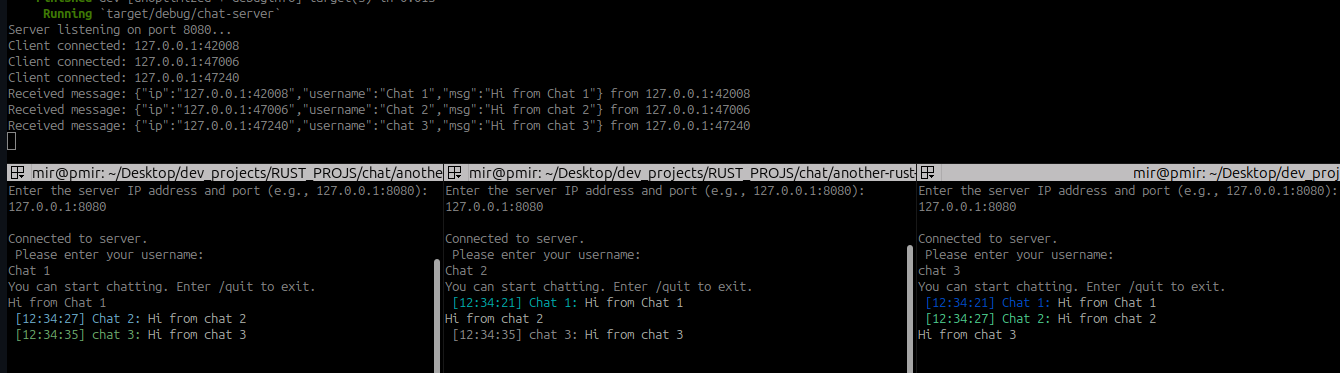 Finished dev [unoptimized + debuginfo] target(s) in 0.01s
Running `target/debug/chat-server`
Server listening on port 8080...
Client connected: 127.0.0.1:42008
Client connected: 127.0.0.1:47006
Client connected: 127.0.0.1:47240
Received message: {"ip":"127.0.0.1:42008","username":"Chat 1","msg":"Hi from Chat 1"} from 127.0.0.1:42008
Received message: {"ip":"127.0.0.1:47006","username":"Chat 2","msg":"Hi from chat 2"} from 127.0.0.1:47006
Received message: {"ip":"127.0.0.1:47240","username":"chat 3","msg":"Hi from chat 3"} from 127.0.0.1:47240
mir@pmir: ~/Desktop/dev_projects/RUST_PROJS/chat/anothe
Enter the server IP address and port (e.g., 127.0.0.1:8080):
127.0.0.1:8080
Connected to server.
Please enter your username:
Chat 1
You can start chatting. Enter /quit to exit.
Hi from Chat 1
[12:34:27] Chat 2: Hi from chat 2
[12:34:35] chat 3: Hi from chat 3
mir@pmir: ~/Desktop/dev_projects/RUST_PROJS/chat/another-rust-
Enter the server IP address and port (e.g., 127.0.0.1:8080):
127.0.0.1:8080
Connected to server.
Please enter your username:
Chat 2
You can start chatting. Enter /quit to exit.
[12:34:21] Chat 1: Hi from Chat 1
Hi from chat 2
[12:34:35] chat 3: Hi from chat 3
mir@pmir: ~/Desktop/dev_proj
Enter the server IP address and port (e.g., 127.0.0.1:8080):
127.0.0.1:8080
Connected to server.
Please enter your username:
chat 3
You can start chatting. Enter /quit to exit.
[12:34:21] Chat 1: Hi from Chat 1
[12:34:27] Chat 2: Hi from chat 2
Hi from chat 3